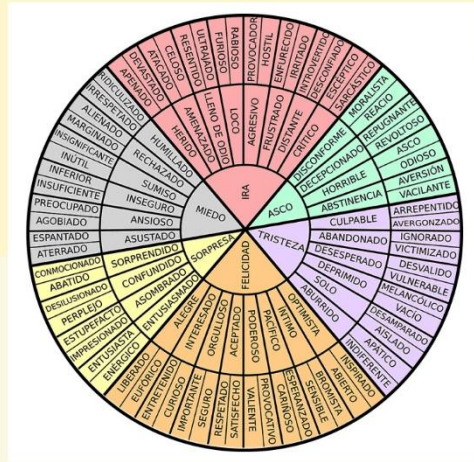 IRA
ASCO
TRISTEZA
FELICIDAD
SORPRESA
MIEDO
HERIDO
AMENAZADO
LLENO DE ODIO
LOCO
AGRESIVO
FRUSTRADO
DISTANTE
CRÍTICO
DISCONFORME
DECEPCIONADO
HORRIBLE
ABSTINENCIA
CULPABLE
ABANDONADO
DESESPERADO
DEPRIMIDO
SOLO
ABURRIDO
OPTIMISTA
ÍNTIMO
PACÍFICO
PODEROSO
ACEPTADO
ORGULLOSO
INTERESADO
ALEGRE
ENTUSIASMADO
ASOMBRADO
CONFUNDIDO
SORPRENDIDO
ASUSTADO
ANSIOSO
INSEGURO
SUMISO
RECHAZADO
HUMILLADO
APENADO
DEVASTADO
ATACADO
CELOSO
RESENTIDO
ULTRAJADO
FURIOSO
RABIOSO
PROVOCADOR
HOSTIL
ENFURECIDO
IRRITADO
INTROVERTIDO
DESCONFIADO
ESCÉPTICO
SARCÁSTICO
MORALISTA
REACIO
REPUGNANTE
REVOLTOSO
ASCO
ODIOSO
AVERSIÓN
VACILANTE
ARREPENTIDO
AVERGONZADO
IGNORADO
VICTIMIZADO
DESVALIDO
VULNERABLE
MELANCÓLICO
VACÍO
DESAMPARADO
AISLADO
APÁTICO
INDIFERENTE
INSPIRADO
ABIERTO
BROMISTA
SENSIBLE
ESPERANZADO
CARIÑOSO
PROVOCATIVO
VALIENTE
SATISFECHO
RESPETADO
SEGURO
IMPORTANTE
CURIOSO
ENTRETENIDO
EUFÓRICO
LIBERADO
ENÉRGICO
ENTUSIASTA
IMPRESIONADO
ESTUPEFACTO
PERPLEJO
DESILUSIONADO
ABATIDO
CONMOCIONADO
ATERRADO
ESPANTADO
AGOBIADO
PREOCUPADO
INSUFICIENTE
INFERIOR
INÚTIL
INSIGNIFICANTE
MARGINADO
ALIENADO
IRRESPETADO
RIDICULIZADO